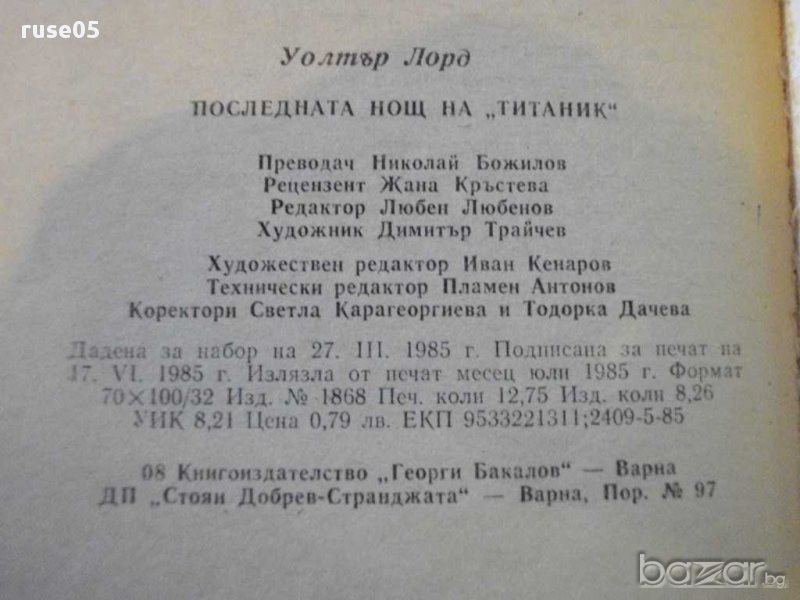 ruse05
Уолтър Лорд
ПОСЛЕДНАТА НОЩ НА „ТИТАНИК“
Преводач Николай Божилов
Рецензент Жана Кръстева
Редактор Любен Любенов
Художник Димитър Трайчев
Художествен редактор Иван Кенаров
Технически редактор Пламен Антонов
Коректори Светла Карагеоргиева и Тодорка Дачева
Дадена за набор на 27. III. 1985 г. Подписана за печат на
17. VI. 1985 г. Излязла от печат месец юли 1985 г. Формат
70×100/32 Изд. № 1868 Печ. коли 12,75 Изд. коли 8,26
УИК 8,21 Цена 0,79 лв. ЕКП 9533221311;2409-5-85
08 Книгоиздателство „Георги Бакалов“ — Варна
ДП „Стоян Добрев-Странджата“ — Варна, Пор. № 97
bazar.bg